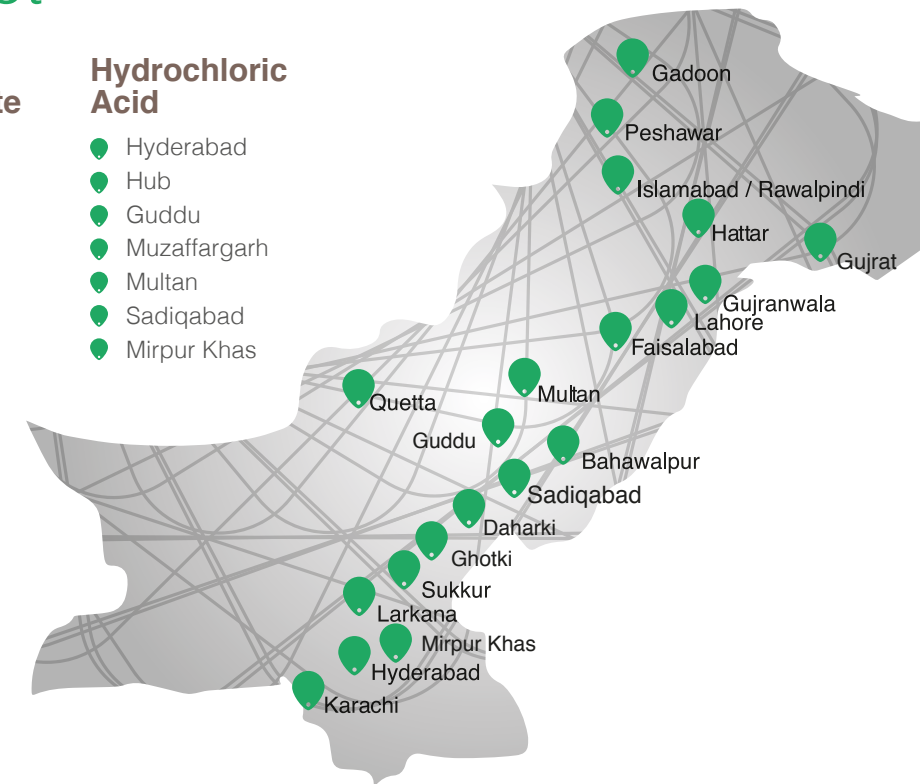 te
Hydrochloric
Acid
Hyderabad
Hub
Guddu
Muzaffargarh
Multan
Sadiqabad
Mirpur Khas
Gadoon
Peshawar
Islamabad / Rawalpindi
Hattar
Gujrat
Gujranwala
Lahore
Faisalabad
Multan
Quetta
Guddu
Bahawalpur
Sadiqabad
Daharki
Ghotki
Sukkur
Larkana
Mirpur Khas
Hyderabad
Karachi